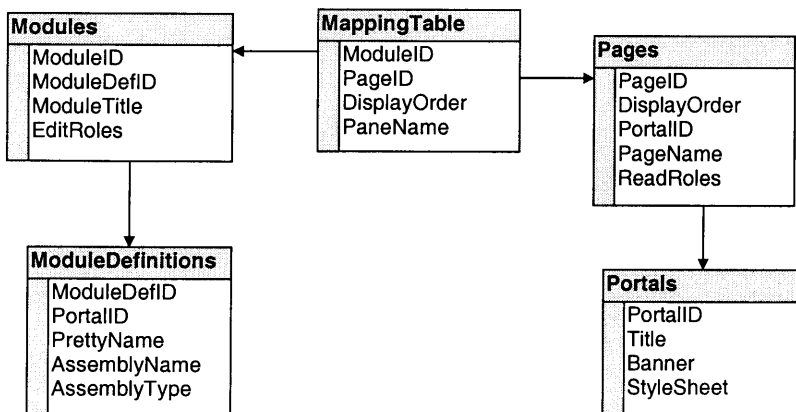 Modules
ModuleID
ModuleDefID
ModuleTitle
EditRoles
MappingTable
ModuleID
PageID
DisplayOrder
PaneName
Pages
PageID
DisplayOrder
PortalID
PageName
ReadRoles
ModuleDefinitions
ModuleDefID
PortalID
PrettyName
AssemblyName
AssemblyType
Portals
PortalID
Title
Banner
StyleSheet